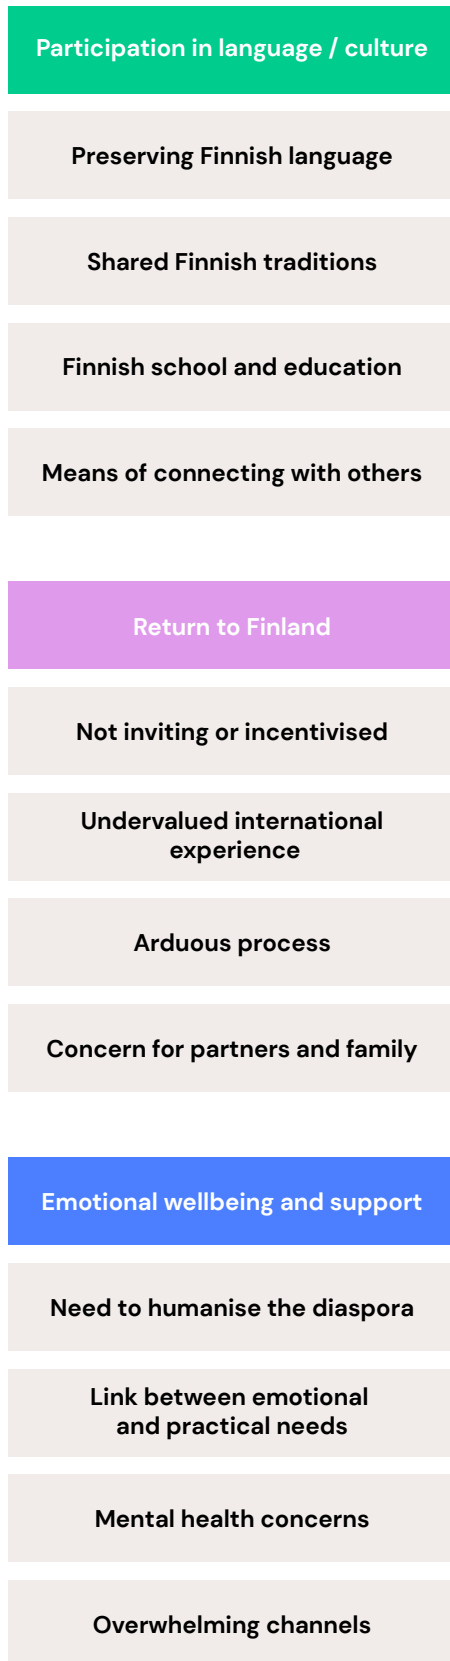 Participation in language / culture
Preserving Finnish language
Shared Finnish traditions
Finnish school and education
Means of connecting with others
Return to Finland
Not inviting or incentivised
Undervalued international
experience
Arduous process
Concern for partners and family
Emotional wellbeing and support
Need to humanise the diaspora
Link between emotional
and practical needs
Mental health concerns
Overwhelming channels